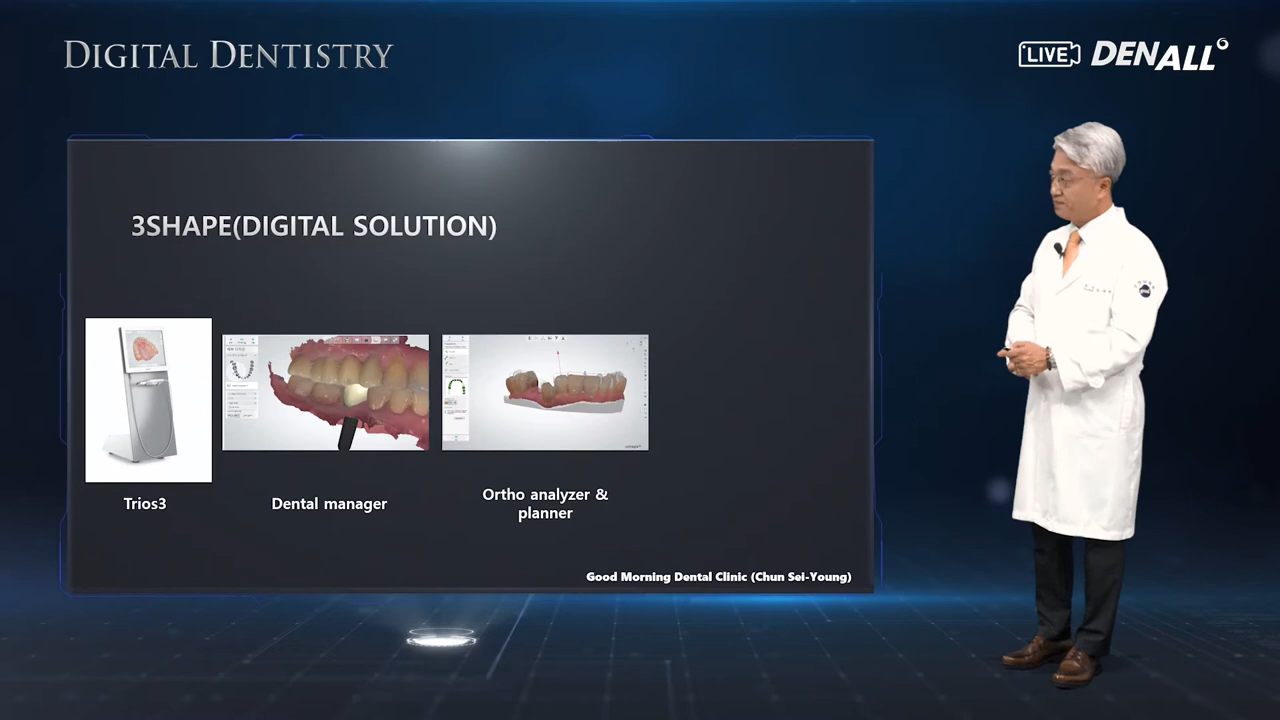 DIGITAL DENTISTRY
LIVE DENALL
3SHAPE(DIGITAL SOLUTION)
Trios3
Dental manager
Ortho analyzer &
planner
Good Morning Dental Clinic (Chun Sei-Young)